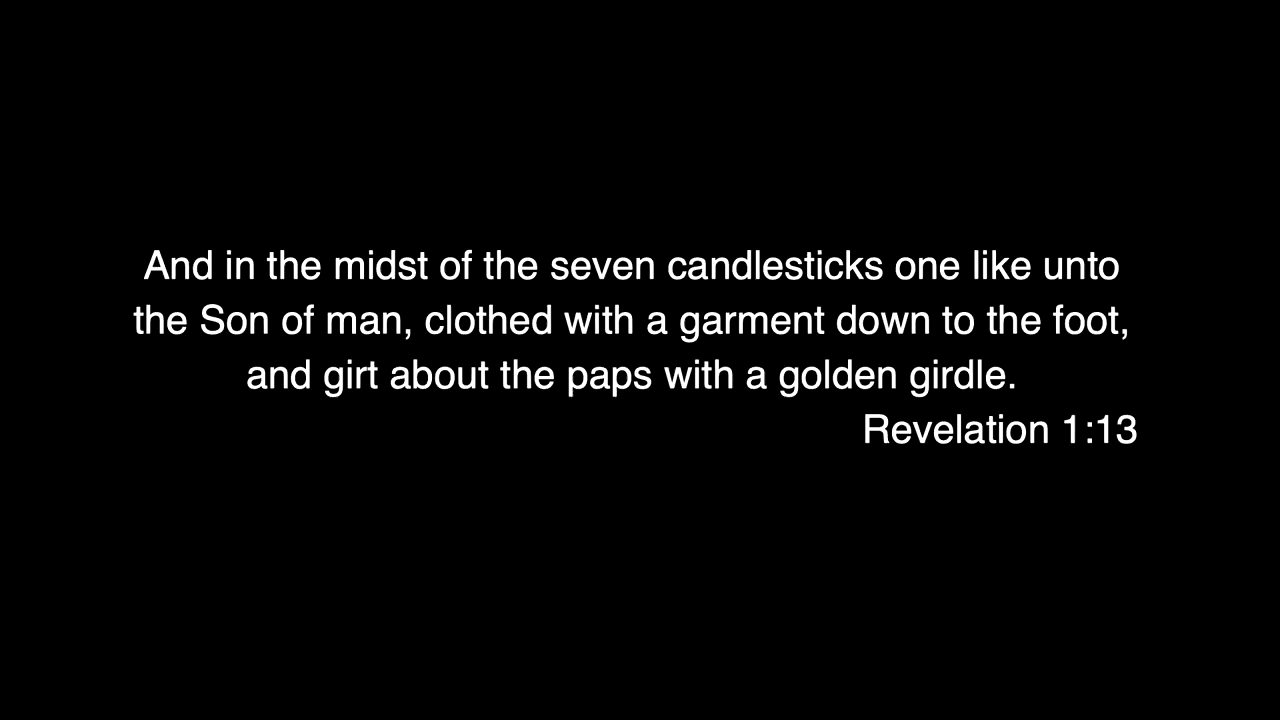 And in the midst of the seven candlesticks one like unto
the Son of man, clothed with a garment down to the foot,
and girt about the paps with a golden girdle.
Revelation 1:13